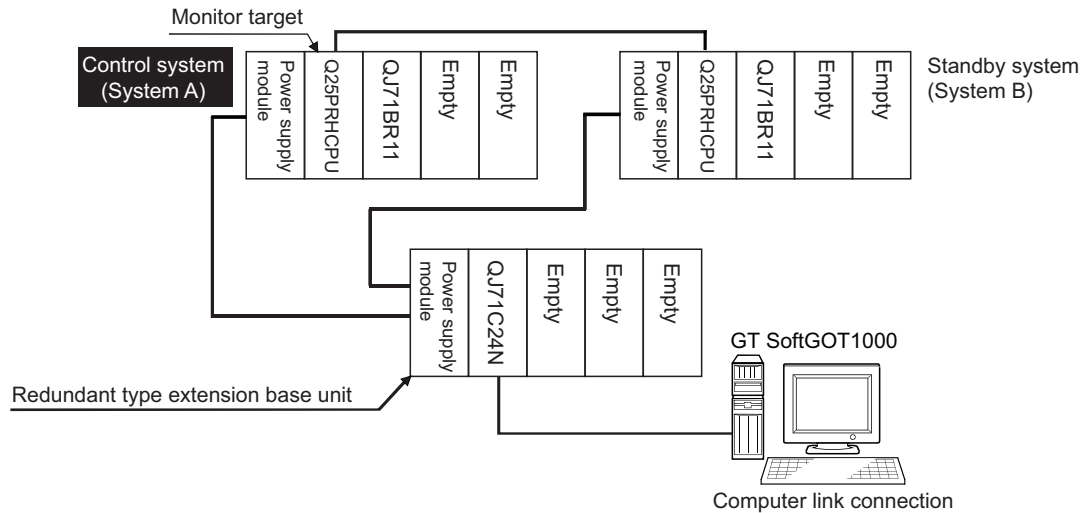 Monitor target
Control system
(System A)
Power supply
module
Q25PRHCPU
QJ71BR11
Empty
Empty
Power supply
module
Q25PRHCPU
QJ71BR11
Empty
Empty
Standby system
(System B)
Power supply
module
QJ71C24N
Empty
Empty
Empty
GT SoftGOT1000
Redundant type extension base unit
Computer link connection